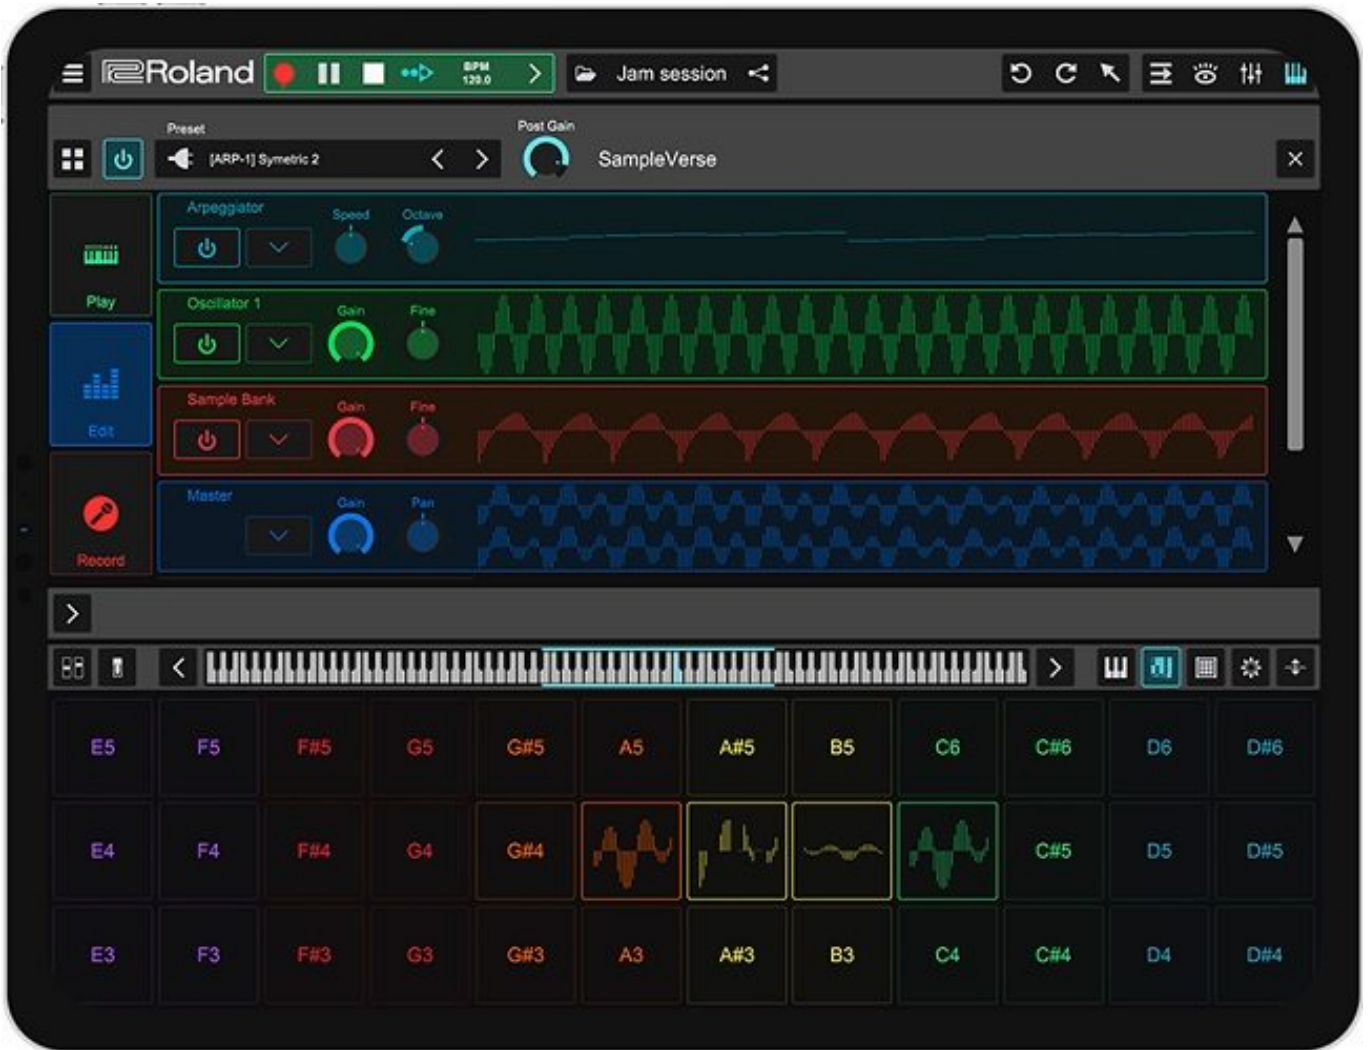 Roland
BPM
120.0
Jam session
Preset
[ARP-1] Symetric 2
Post Gain
SampleVerse
Arpeggiator
Speed
Octave
Play
Oscillator 1
Gain
Fine
Edit
Sample Bank
Gain
Fine
Record
Master
Gain
Pan
E5 F5 F#5 G5 G#5 A5 A#5 B5 C6 C#6 D6 D#6
E4 F4 F#4 G4 G#4 C#5 D5 D#5
E3 F3 F#3 G3 G#3 A3 A#3 B3 C4 C#4 D4 D#4